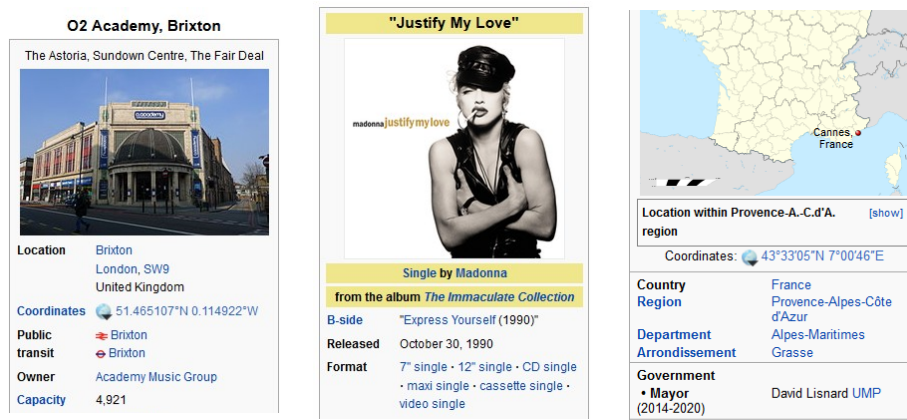 O2 Academy, Brixton
The Astoria, Sundown Centre, The Fair Deal
O2 academy
Location Brixton
London, SW9
United Kingdom
Coordinates 51.465107°N 0.114922°W
Public transit Brixton
Brixton
Owner Academy Music Group
Capacity 4,921
"Justify My Love"
madonna justify my love
Single by Madonna
from the album The Immaculate Collection
B-side "Express Yourself (1990)"
Released October 30, 1990
Format 7" single · 12" single · CD single
· maxi single · cassette single ·
video single
Cannes,
France
Location within Provence-A.-C.d'A. [show]
region
Coordinates: 43°33′05″N 7°00′46″E
Country France
Region Provence-Alpes-Côte
d'Azur
Department Alpes-Maritimes
Arrondissement Grasse
Government
• Mayor David Lisnard UMP
(2014-2020)